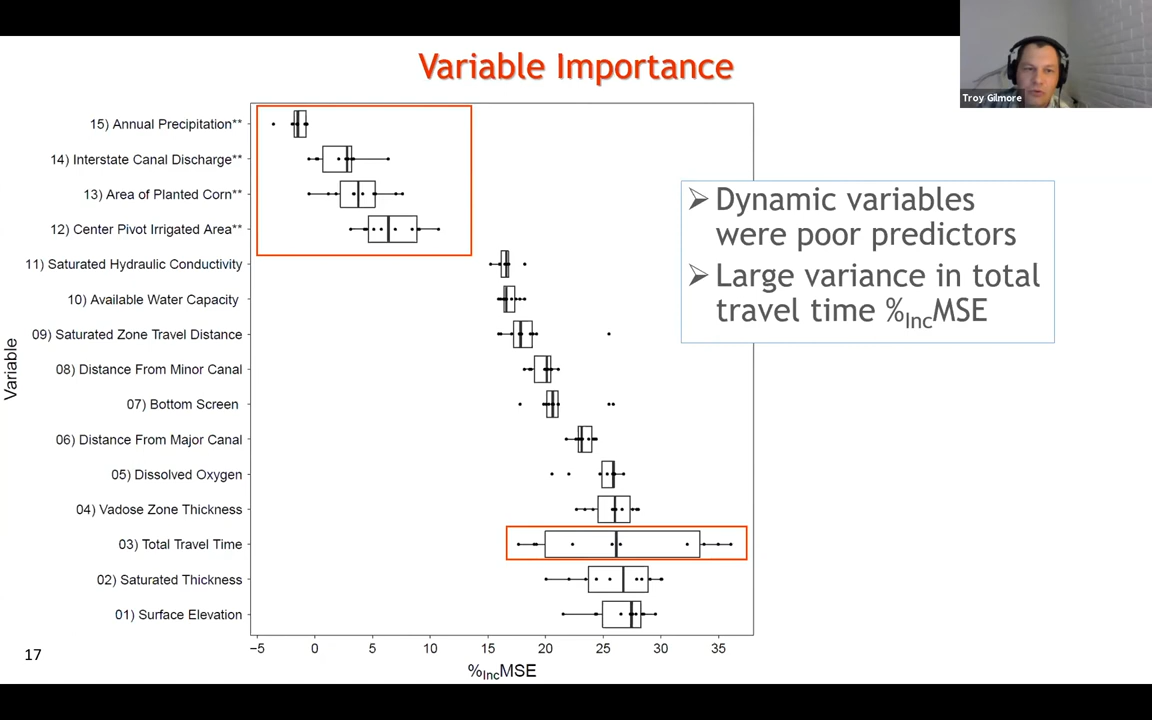 Variable Importance
Troy Gilmore
15) Annual Precipitation**
14) Interstate Canal Discharge**
13) Area of Planted Corn**
12) Center Pivot Irrigated Area**
11) Saturated Hydraulic Conductivity
10) Available Water Capacity
09) Saturated Zone Travel Distance
08) Distance From Minor Canal
07) Bottom Screen
06) Distance From Major Canal
05) Dissolved Oxygen
04) Vadose Zone Thickness
03) Total Travel Time
02) Saturated Thickness
01) Surface Elevation
Variable
−5 0 5 10 15 20 25 30 35
%IncMSE
➢ Dynamic variables
were poor predictors
➢ Large variance in total
travel time %IncMSE
17